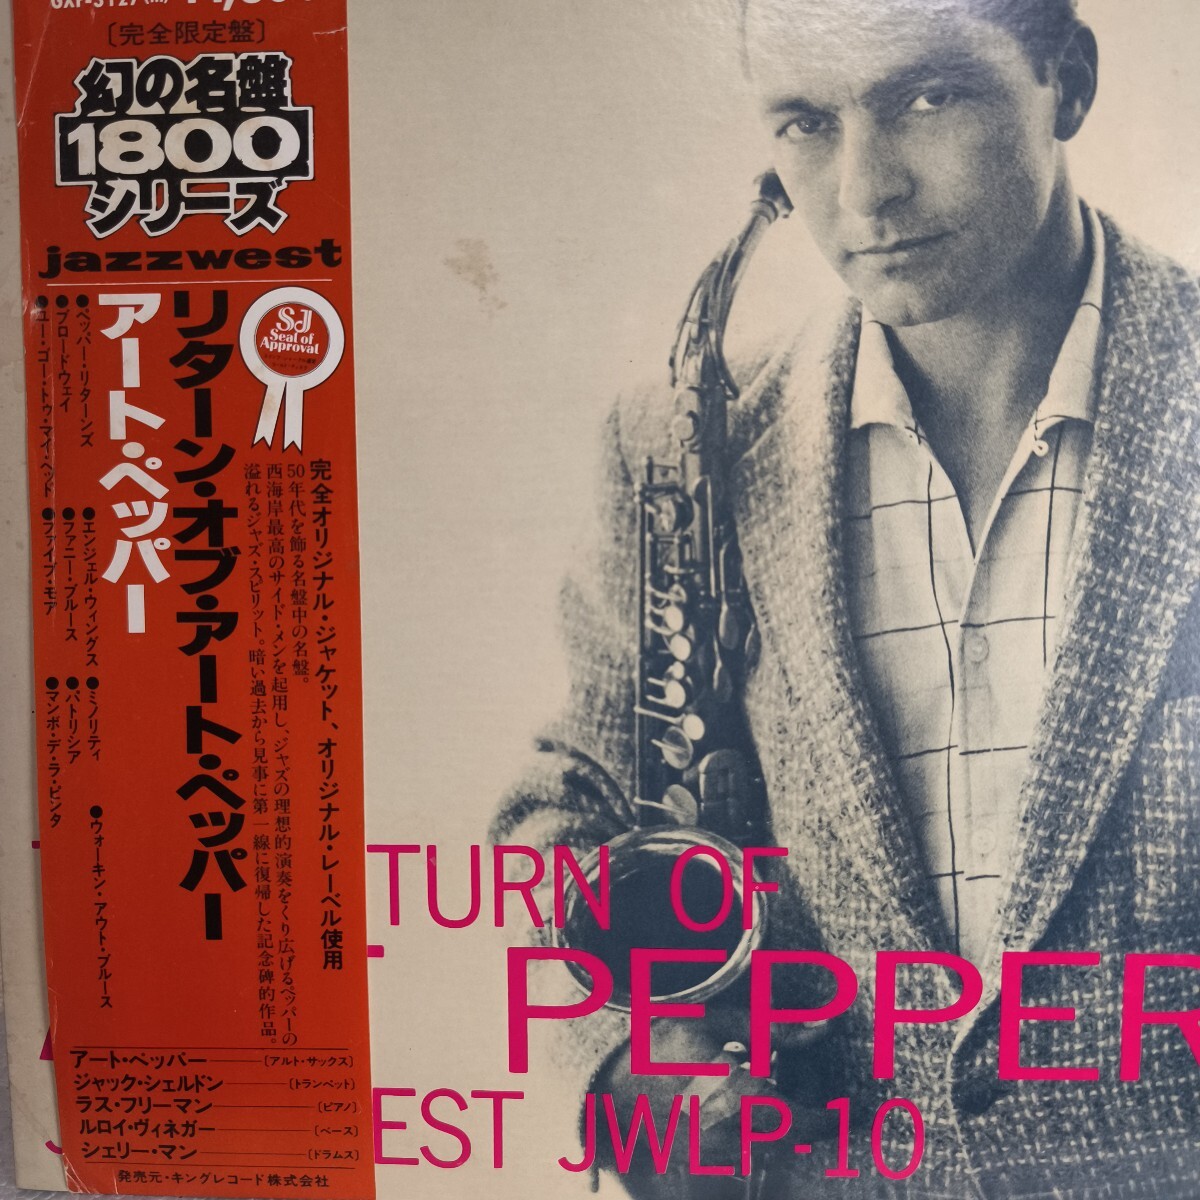 GXF-3127(m)
〔完全限定盤〕
幻の名盤
1800
シリーズ
jazzwest
SJ
Seal of
Approval
リターン・オブ・アート・ペッパー
アート・ペッパー
●ペッパー・リターンズ
●ブロードウェイ
●ユー・ゴー・トゥ・マイ・ヘッド
●エンジェル・ウィングス
●ファニー・ブルース
●ファイブ・モア
●ミノリティ
●パトリシア
●マンボ・デ・ラ・ピンタ
●ウォーキン・アウト・ブルース
完全オリジナル・ジャケット、オリジナル・レーベル使用
50年代を飾る名盤中の名盤。
西海岸最高のサイド・メンを起用し、ジャズの理想的演奏をくり広げるペッパーの
溢れるジャズ・スピリット。暗い過去から見事に第一線に復帰した記念碑的作品。
アート・ペッパー〔アルト・サックス〕
ジャック・シェルドン〔トランペット〕
ラス・フリーマン〔ピアノ〕
ルロイ・ヴィネガー〔ベース〕
シェリー・マン〔ドラムス〕
発売元・キングレコード株式会社
TURN OF
PEPPER
EST JWLP-10